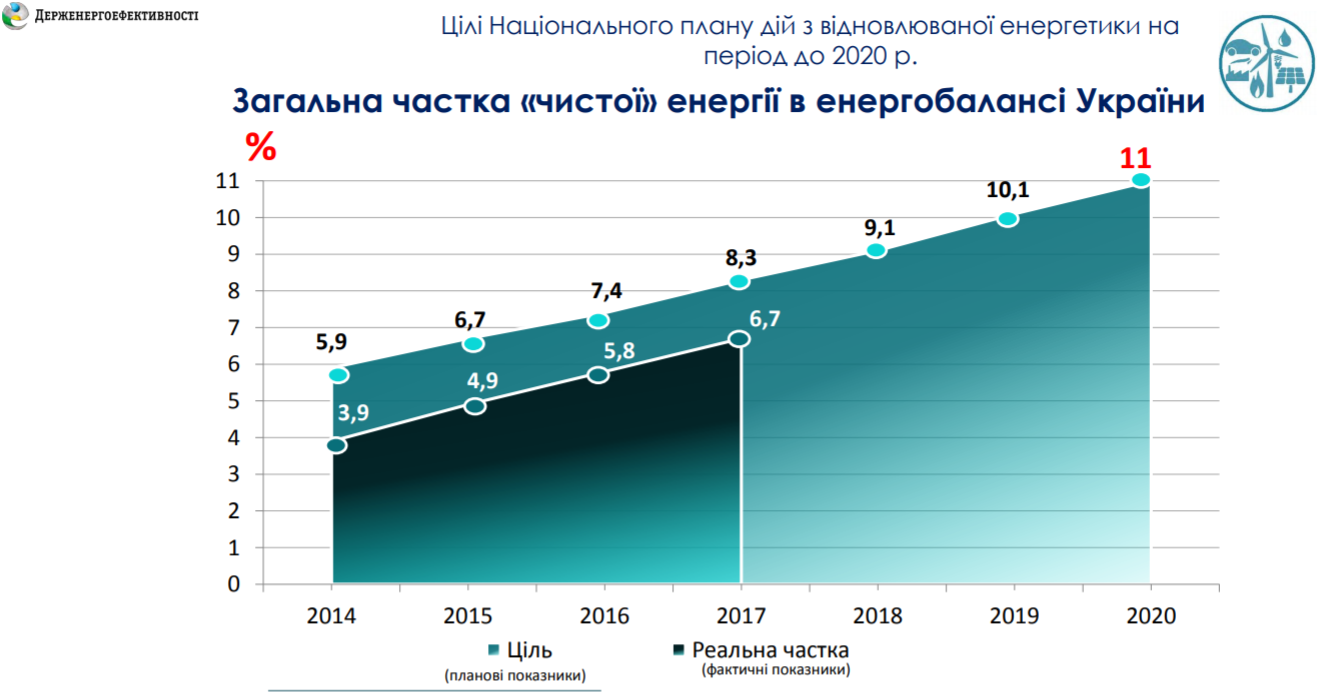 Держенергоефективності
Цілі Національного плану дій з відновлюваної енергетики на
період до 2020 р.
Загальна частка «чистої» енергії в енергобалансі України
%
11
10
9
8
7
6
5
4
3
2
1
0
5,9
6,7
7,4
8,3
9,1
10,1
11
3,9
4,9
5,8
6,7
2014 2015 2016 2017 2018 2019 2020
Ціль
(планові показники)
Реальна частка
(фактичні показники)